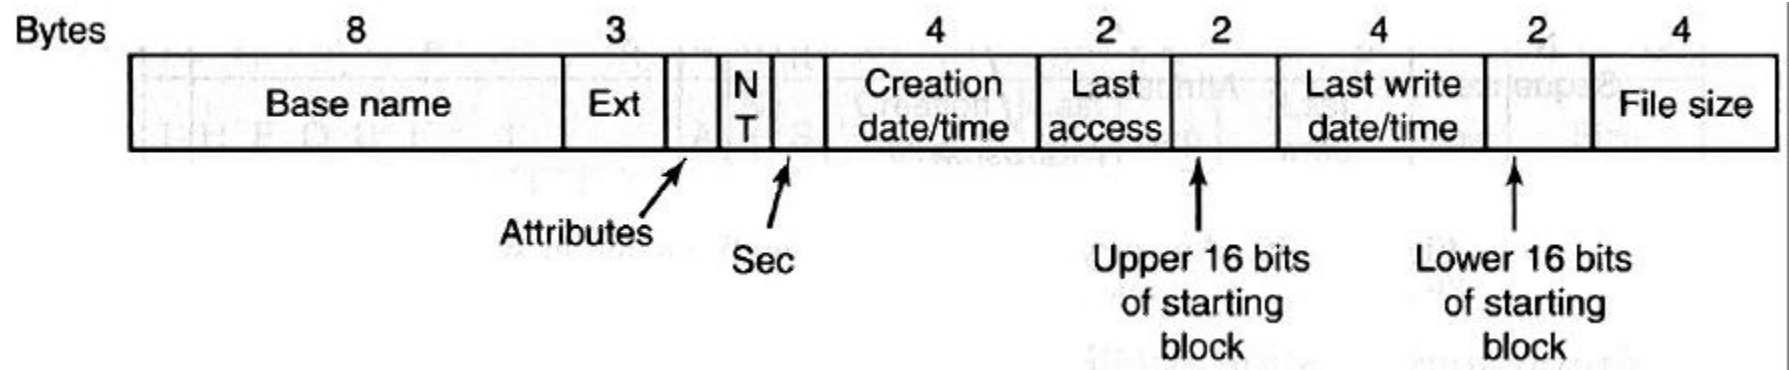 Bytes 8 3 4 2 2 4 2 4
Base name Ext N T Creation date/time Last access Last write date/time File size
Attributes
Sec
Upper 16 bits of starting block
Lower 16 bits of starting block